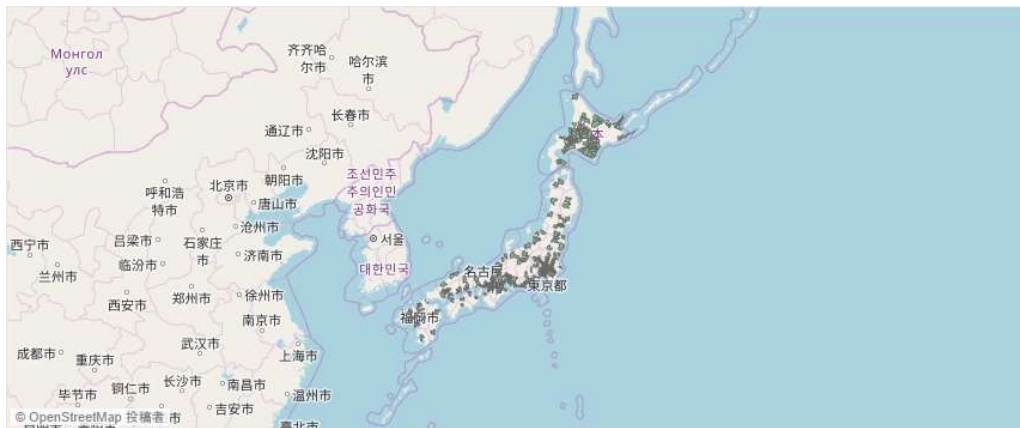 Монгол
улс
齐齐哈
尔市
哈尔滨
市
长春市
通辽市
沈阳市
朝阳市
北京市
唐山市
呼和浩
特市
조선민주
주의인민
공화국
서울
대한민국
沧州市
石家庄
市
吕梁市
西宁市
兰州市
临汾市
济南市
西安市
郑州市
徐州市
南京市
武汉市
上海市
成都市
重庆市
毕节市
铜仁市
长沙市
南昌市
温州市
吉安市
臺北市
本
名古屋
東京都
福岡市
市
© OpenStreetMap 投稿者